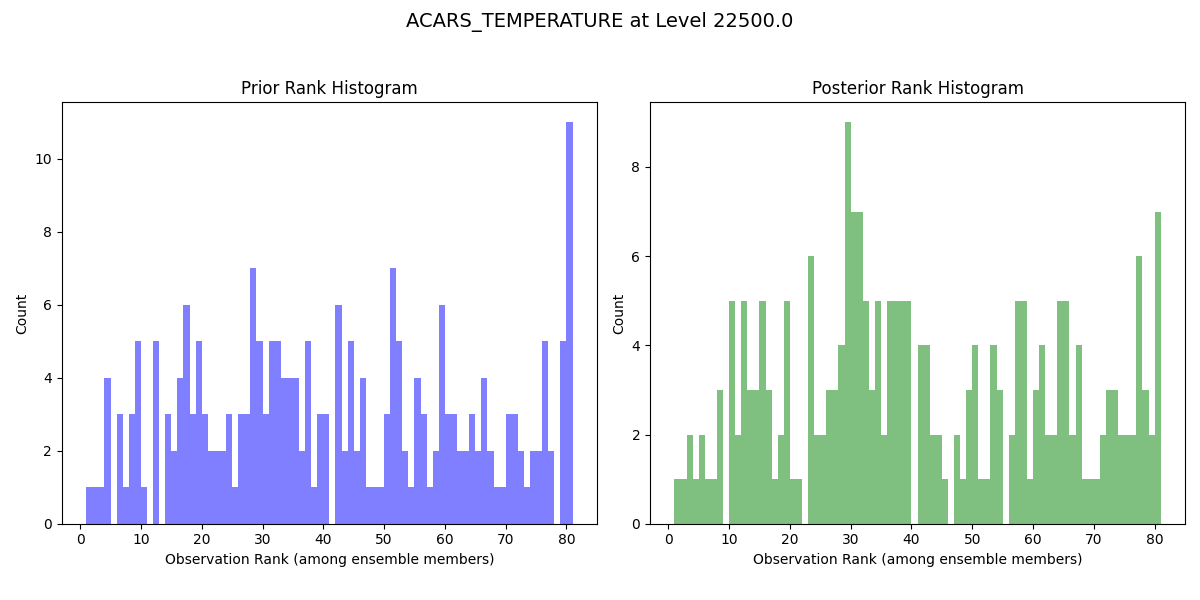 ACARS_TEMPERATURE at Level 22500.0
Prior Rank Histogram
Count
0
2
4
6
8
10
0 10 20 30 40 50 60 70 80
Observation Rank (among ensemble members)
Posterior Rank Histogram
Count
0
2
4
6
8
0 10 20 30 40 50 60 70 80
Observation Rank (among ensemble members)